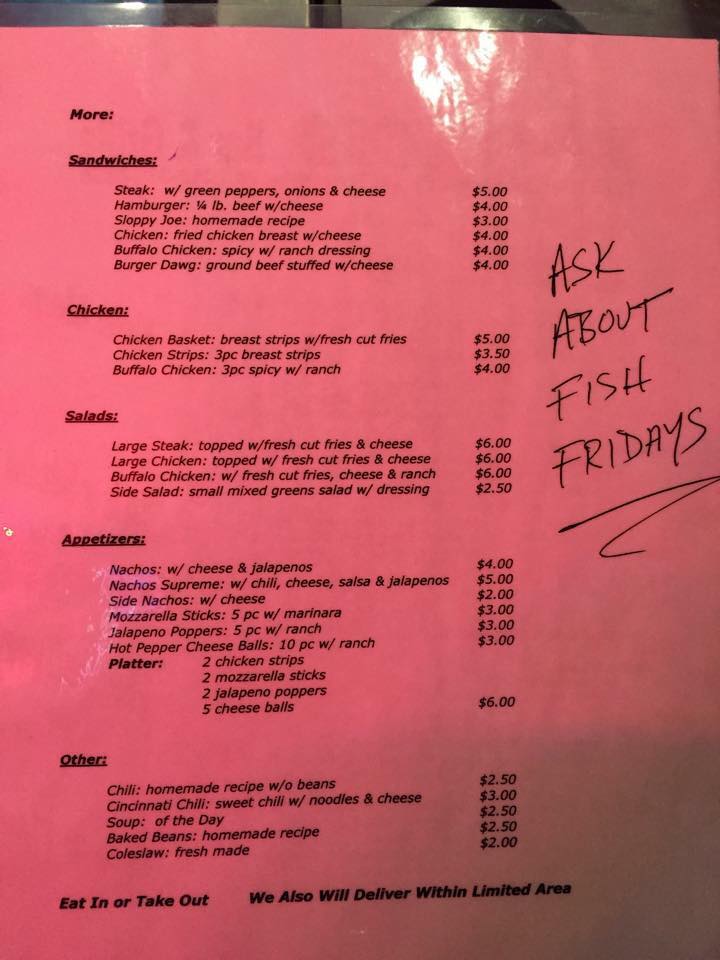 More:
Sandwiches:
Steak: w/ green peppers, onions & cheese $5.00
Hamburger: ¼ lb. beef w/cheese $4.00
Sloppy Joe: homemade recipe $3.00
Chicken: fried chicken breast w/cheese $4.00
Buffalo Chicken: spicy w/ ranch dressing $4.00
Burger Dawg: ground beef stuffed w/cheese $4.00
Chicken:
Chicken Basket: breast strips w/fresh cut fries $5.00
Chicken Strips: 3pc breast strips $3.50
Buffalo Chicken: 3pc spicy w/ ranch $4.00
Salads:
Large Steak: topped w/fresh cut fries & cheese $6.00
Large Chicken: topped w/ fresh cut fries & cheese $6.00
Buffalo Chicken: w/ fresh cut fries, cheese & ranch $6.00
Side Salad: small mixed greens salad w/ dressing $2.50
Appetizers:
Nachos: w/ cheese & jalapenos $4.00
Nachos Supreme: w/ chili, cheese, salsa & jalapenos $5.00
Side Nachos: w/ cheese $2.00
Mozzarella Sticks: 5 pc w/ marinara $3.00
Jalapeno Poppers: 5 pc w/ ranch $3.00
Hot Pepper Cheese Balls: 10 pc w/ ranch $3.00
Platter: 2 chicken strips
2 mozzarella sticks
2 jalapeno poppers
5 cheese balls $6.00
Other:
Chili: homemade recipe w/o beans $2.50
Cincinnati Chili: sweet chili w/ noodles & cheese $3.00
Soup: of the Day $2.50
Baked Beans: homemade recipe $2.50
Coleslaw: fresh made $2.00
Eat In or Take Out We Also Will Deliver Within Limited Area
ASK
ABOUT
FISH
FRIDAYS